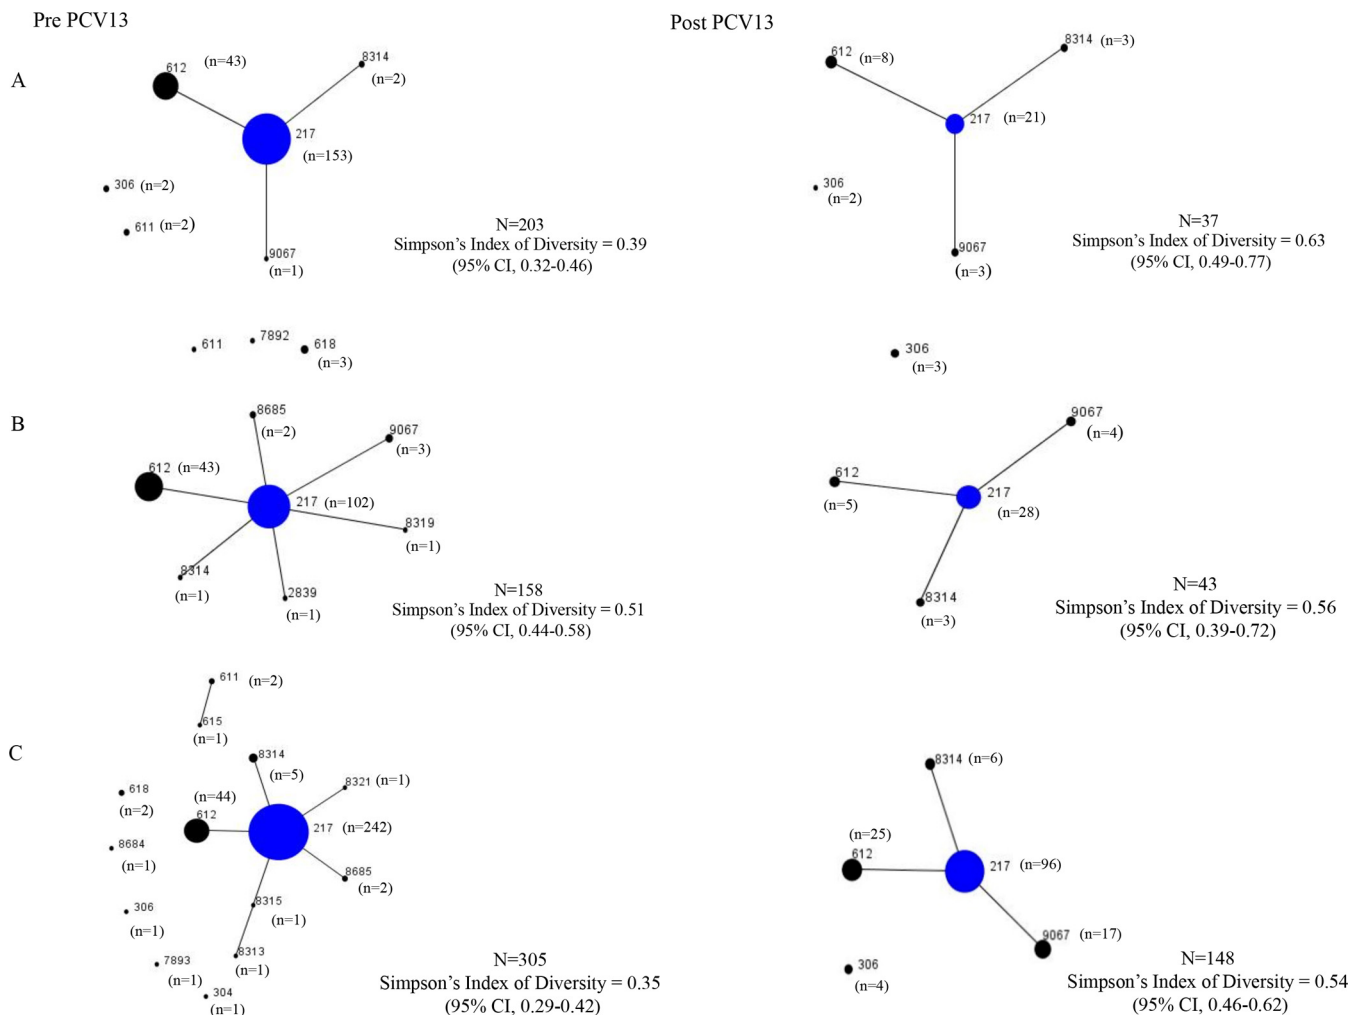 Pre PCV13
Post PCV13
A
612 (n=43)
8314
(n=2)
217
(n=153)
306 (n=2)
611 (n=2)
9067
(n=1)
N=203
Simpson's Index of Diversity = 0.39
(95% CI, 0.32-0.46)
612 (n=8)
8314 (n=3)
217 (n=21)
306
(n=2)
9067
(n=3)
N=37
Simpson's Index of Diversity = 0.63
(95% CI, 0.49-0.77)
B
611
7892
618
(n=3)
8685
(n=2)
9067
(n=3)
612 (n=43)
217 (n=102)
8319
(n=1)
8314
(n=1)
2839
(n=1)
N=158
Simpson's Index of Diversity = 0.51
(95% CI, 0.44-0.58)
306
(n=3)
9067
(n=4)
612
(n=5)
217
(n=28)
8314
(n=3)
N=43
Simpson's Index of Diversity = 0.56
(95% CI, 0.39-0.72)
C
611 (n=2)
615
(n=1)
8314
(n=5)
8321 (n=1)
618
(n=2)
(n=44)
612
217 (n=242)
8684
(n=1)
8685
(n=2)
306
(n=1)
8315
(n=1)
8313
(n=1)
7893
(n=1)
304
(n=1)
N=305
Simpson's Index of Diversity = 0.35
(95% CI, 0.29-0.42)
8314 (n=6)
(n=25)
612
217 (n=96)
9067 (n=17)
306
(n=4)
N=148
Simpson's Index of Diversity = 0.54
(95% CI, 0.46-0.62)